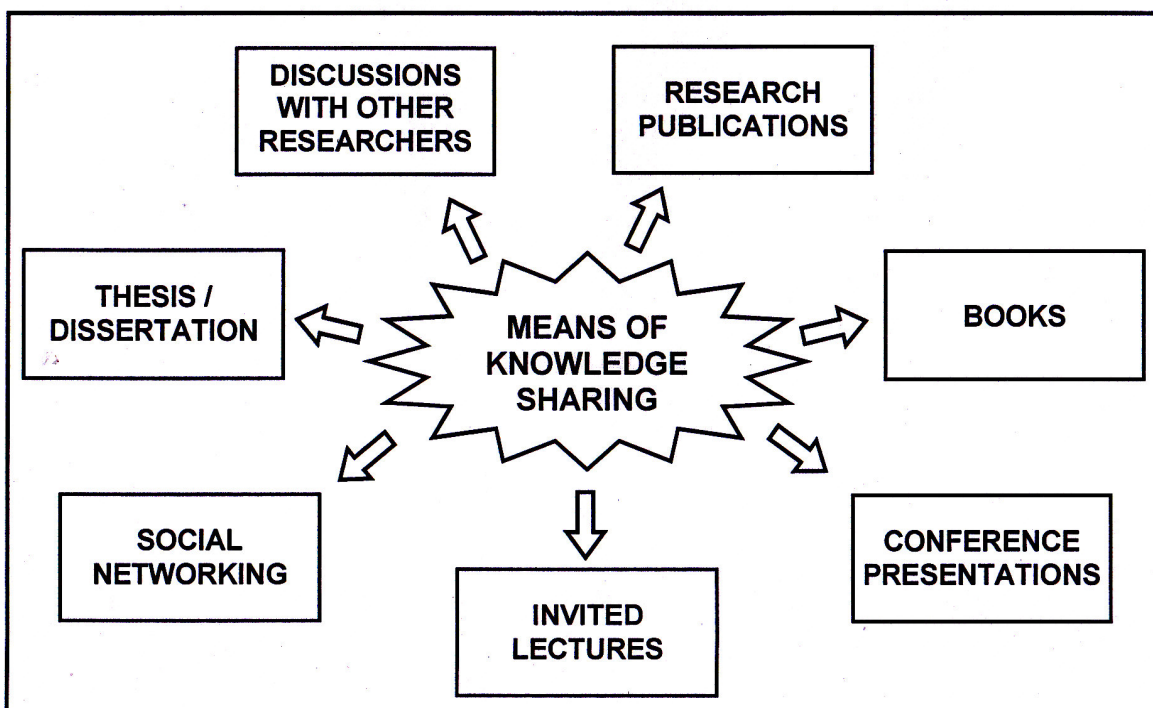 DISCUSSIONS
WITH OTHER
RESEARCHERS
RESEARCH
PUBLICATIONS
THESIS /
DISSERTATION
MEANS OF
KNOWLEDGE
SHARING
BOOKS
SOCIAL
NETWORKING
INVITED
LECTURES
CONFERENCE
PRESENTATIONS